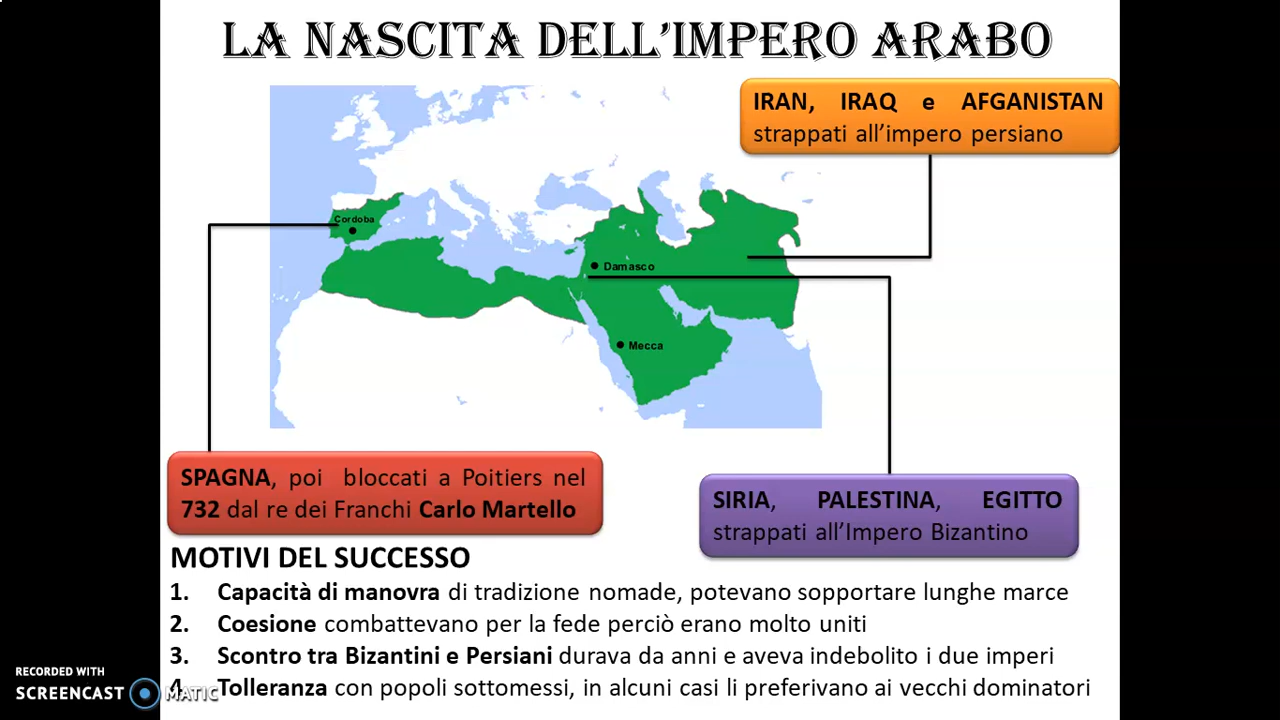 LA NASCITA DELL'IMPERO ARABO
IRAN, IRAQ e AFGANISTAN
strappati all'impero persiano
Cordoba
Damasco
Mecca
SPAGNA, poi bloccati a Poitiers nel
732 dal re dei Franchi Carlo Martello
SIRIA, PALESTINA, EGITTO
strappati all'Impero Bizantino
MOTIVI DEL SUCCESSO
1. Capacità di manovra di tradizione nomade, potevano sopportare lunghe marce
2. Coesione combattevano per la fede perciò erano molto uniti
3. Scontro tra Bizantini e Persiani durava da anni e aveva indebolito i due imperi
4. Tolleranza con popoli sottomessi, in alcuni casi li preferivano ai vecchi dominatori
RECORDED WITH
SCREENCAST MATIC